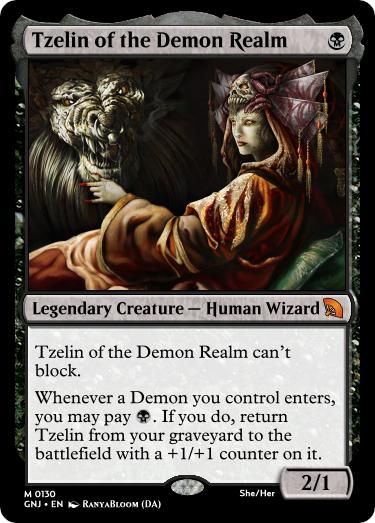 Tzelin of the Demon Realm
Legendary Creature — Human Wizard
Tzelin of the Demon Realm can't
block.
Whenever a Demon you control enters,
you may pay. If you do, return
Tzelin from your graveyard to the
battlefield with a +1/+1 counter on it.
2/1
M 0130
GNJ • EN RanyaBloom (DA)
She/Her